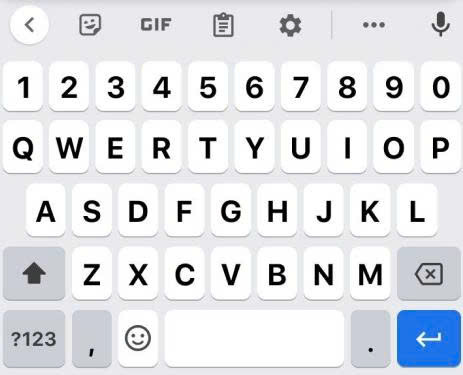 GIF
1 2 3 4 5 6 7 8 9 0
Q W E R T Y U I O P
A S D F G H J K L
Z X C V B N M
?123 , .